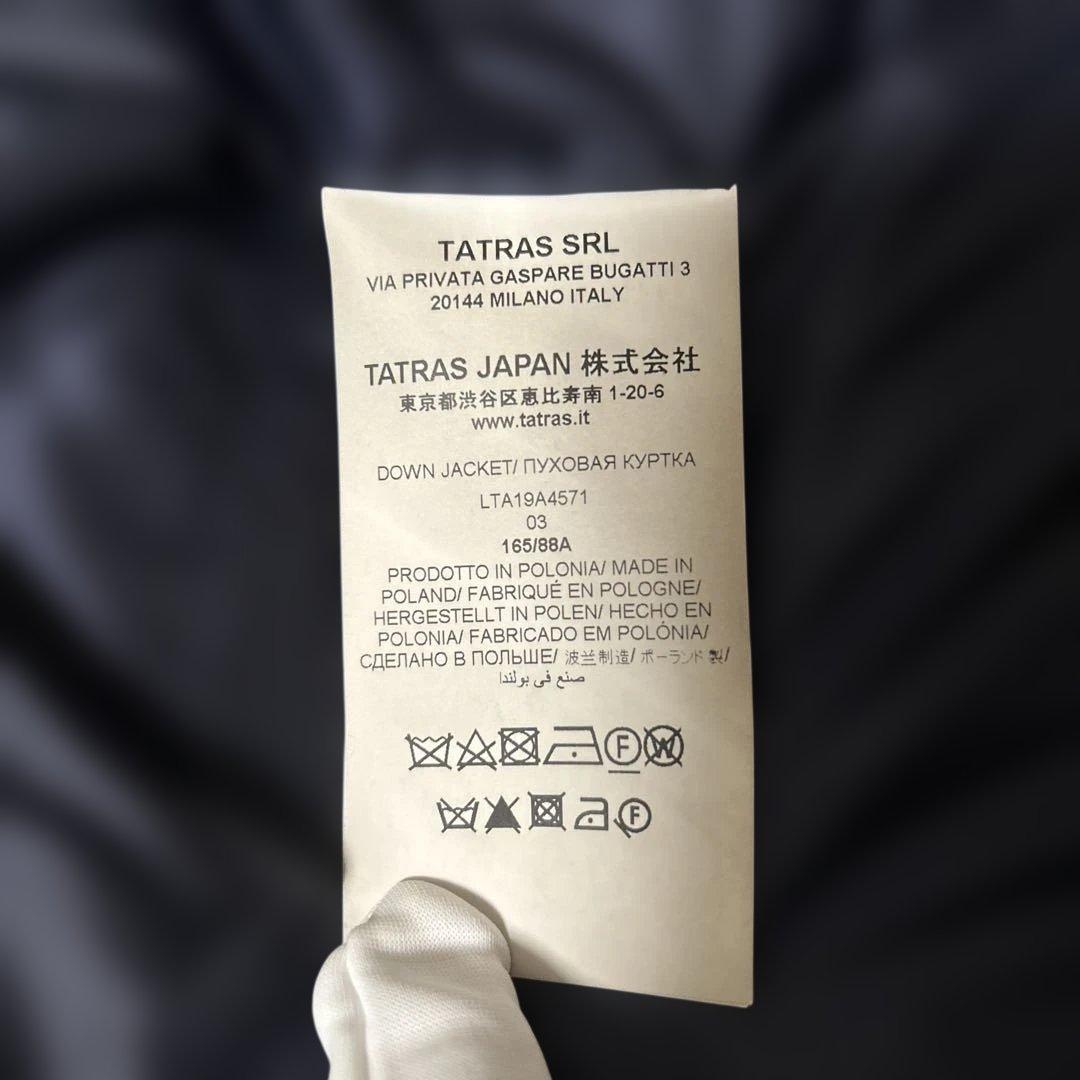 TATRAS SRL
VIA PRIVATA GASPARE BUGATTI 3
20144 MILANO ITALY
TATRAS JAPAN 株式会社
東京都渋谷区恵比寿南 1-20-6
www.tatras.it
DOWN JACKET/ ПУХОВАЯ КУРТКА
LTA19A4571
03
165/88A
PRODOTTO IN POLONIA/ MADE IN
POLAND/ FABRIQUÉ EN POLOGNE/
HERGESTELLT IN POLEN/ HECHO EN
POLONIA/ FABRICADO EM POLÓNIA/
СДЕЛАНО В ПОЛЬШЕ/ 波兰制造/ ポーランド製/
صنع في بولندا
F W
F